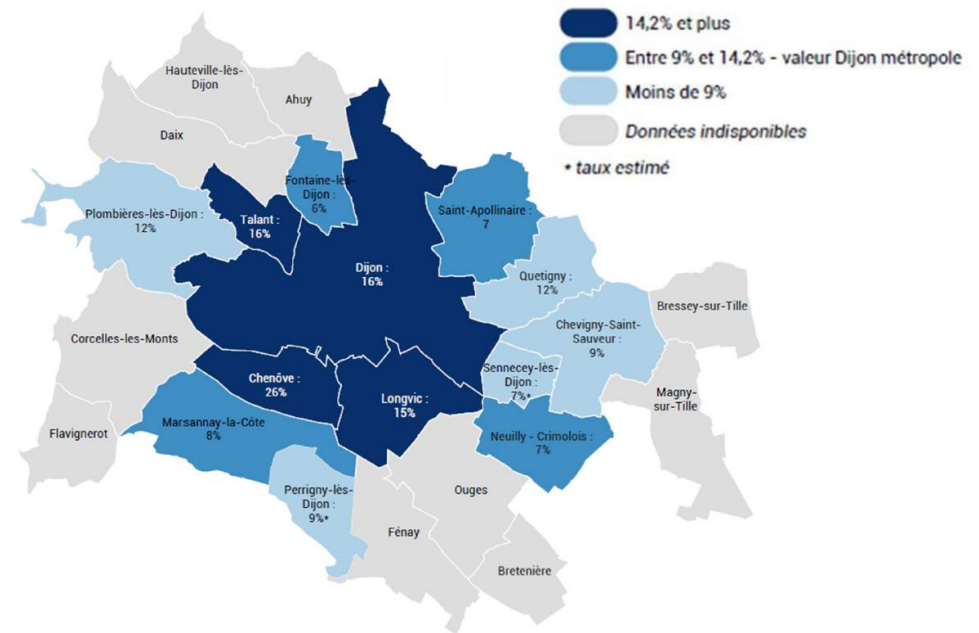 14,2% et plus
Entre 9% et 14,2% - valeur Dijon métropole
Moins de 9%
Données indisponibles
* taux estimé
Hauteville-lès-
Dijon
Ahuy
Daix
Fontaine-lès-
Dijon :
6%
Plombières-lès-Dijon :
12%
Talant :
16%
Saint-Apollinaire :
7
Dijon :
16%
Quetigny :
12%
Bressey-sur-Tille
Corcelles-les-Monts
Chevigny-Saint-
Sauveur :
9%
Chenôve :
26%
Sennecey-lès-
Dijon :
7%*
Longvic :
15%
Magny-
sur-Tille
Flavignerot
Marsannay-la-Côte
8%
Neuilly - Crimolois :
7%
Perrigny-lès-
Dijon :
9%*
Ouges
Fénay
Bretenière